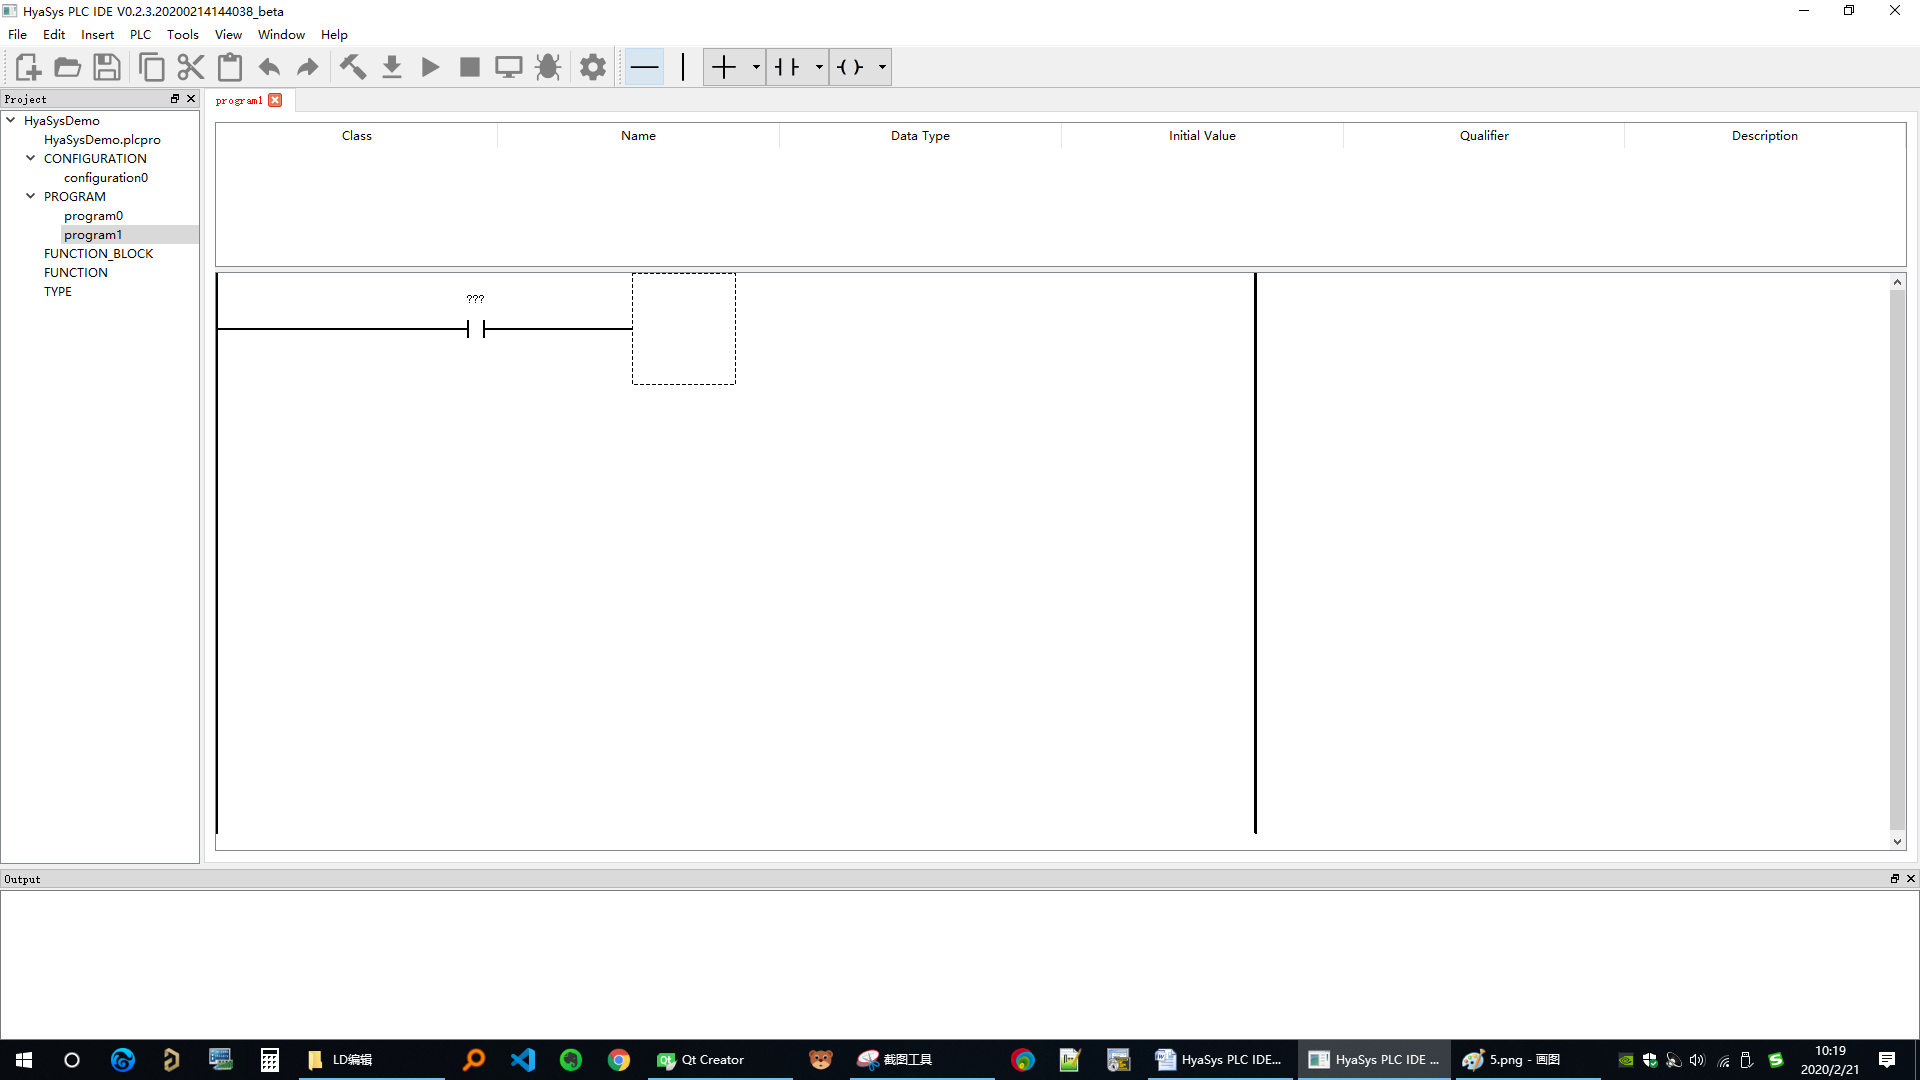 HyaSys PLC IDE V0.2.3.20200214144038_beta
File Edit Insert PLC Tools View Window Help
Project
program1
HyaSysDemo
HyaSysDemo.plcpro
CONFIGURATION
configuration0
PROGRAM
program0
program1
FUNCTION_BLOCK
FUNCTION
TYPE
Class Name Data Type Initial Value Qualifier Description
???
Output
LD编辑
Qt Creator
截图工具
HyaSys PLC IDE...
HyaSys PLC IDE ...
5.png - 画图
10:19
2020/2/21